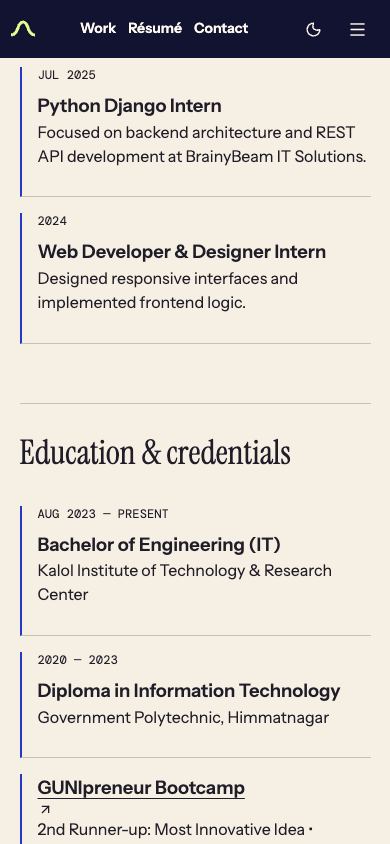 Work Résumé Contact
JUL 2025
Python Django Intern
Focused on backend architecture and REST
API development at BrainyBeam IT Solutions.
2024
Web Developer & Designer Intern
Designed responsive interfaces and
implemented frontend logic.
Education & credentials
AUG 2023 — PRESENT
Bachelor of Engineering (IT)
Kalol Institute of Technology & Research
Center
2020 — 2023
Diploma in Information Technology
Government Polytechnic, Himmatnagar
GUNIpreneur Bootcamp
↗
2nd Runner-up: Most Innovative Idea •